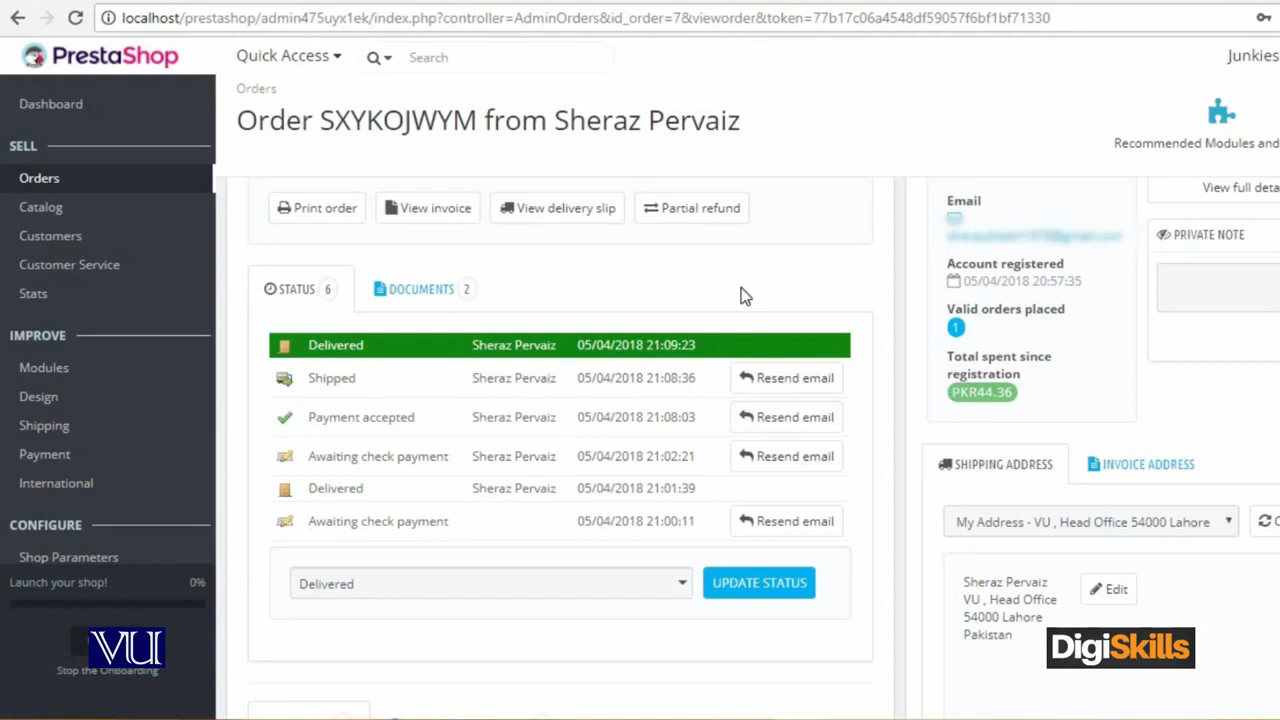 localhost/prestashop/admin475uyx1ek/index.php?controller=AdminOrders&id_order=7&vieworder&token=77b17c06a4548df59057f6bf1bf71330
PrestaShop
Quick Access
Search
Junkies
Orders
Order SXYKOJWYM from Sheraz Pervaiz
Recommended Modules and
Dashboard
SELL
Orders
Catalog
Customers
Customer Service
Stats
IMPROVE
Modules
Design
Shipping
Payment
International
CONFIGURE
Shop Parameters
Launch your shop! 0%
Stop the OnBoarding
VU
Print order View invoice View delivery slip Partial refund
STATUS 6 DOCUMENTS 2
Delivered Sheraz Pervaiz 05/04/2018 21:09:23
Shipped Sheraz Pervaiz 05/04/2018 21:08:36 Resend email
Payment accepted Sheraz Pervaiz 05/04/2018 21:08:03 Resend email
Awaiting check payment Sheraz Pervaiz 05/04/2018 21:02:21 Resend email
Delivered Sheraz Pervaiz 05/04/2018 21:01:39
Awaiting check payment 05/04/2018 21:00:11 Resend email
Delivered UPDATE STATUS
Email
Account registered
05/04/2018 20:57:35
Valid orders placed
1
Total spent since
registration
PKR44.36
View full deta
PRIVATE NOTE
SHIPPING ADDRESS INVOICE ADDRESS
My Address - VU , Head Office 54000 Lahore
Sheraz Pervaiz
VU , Head Office
54000 Lahore
Pakistan
Edit
DigiSkills